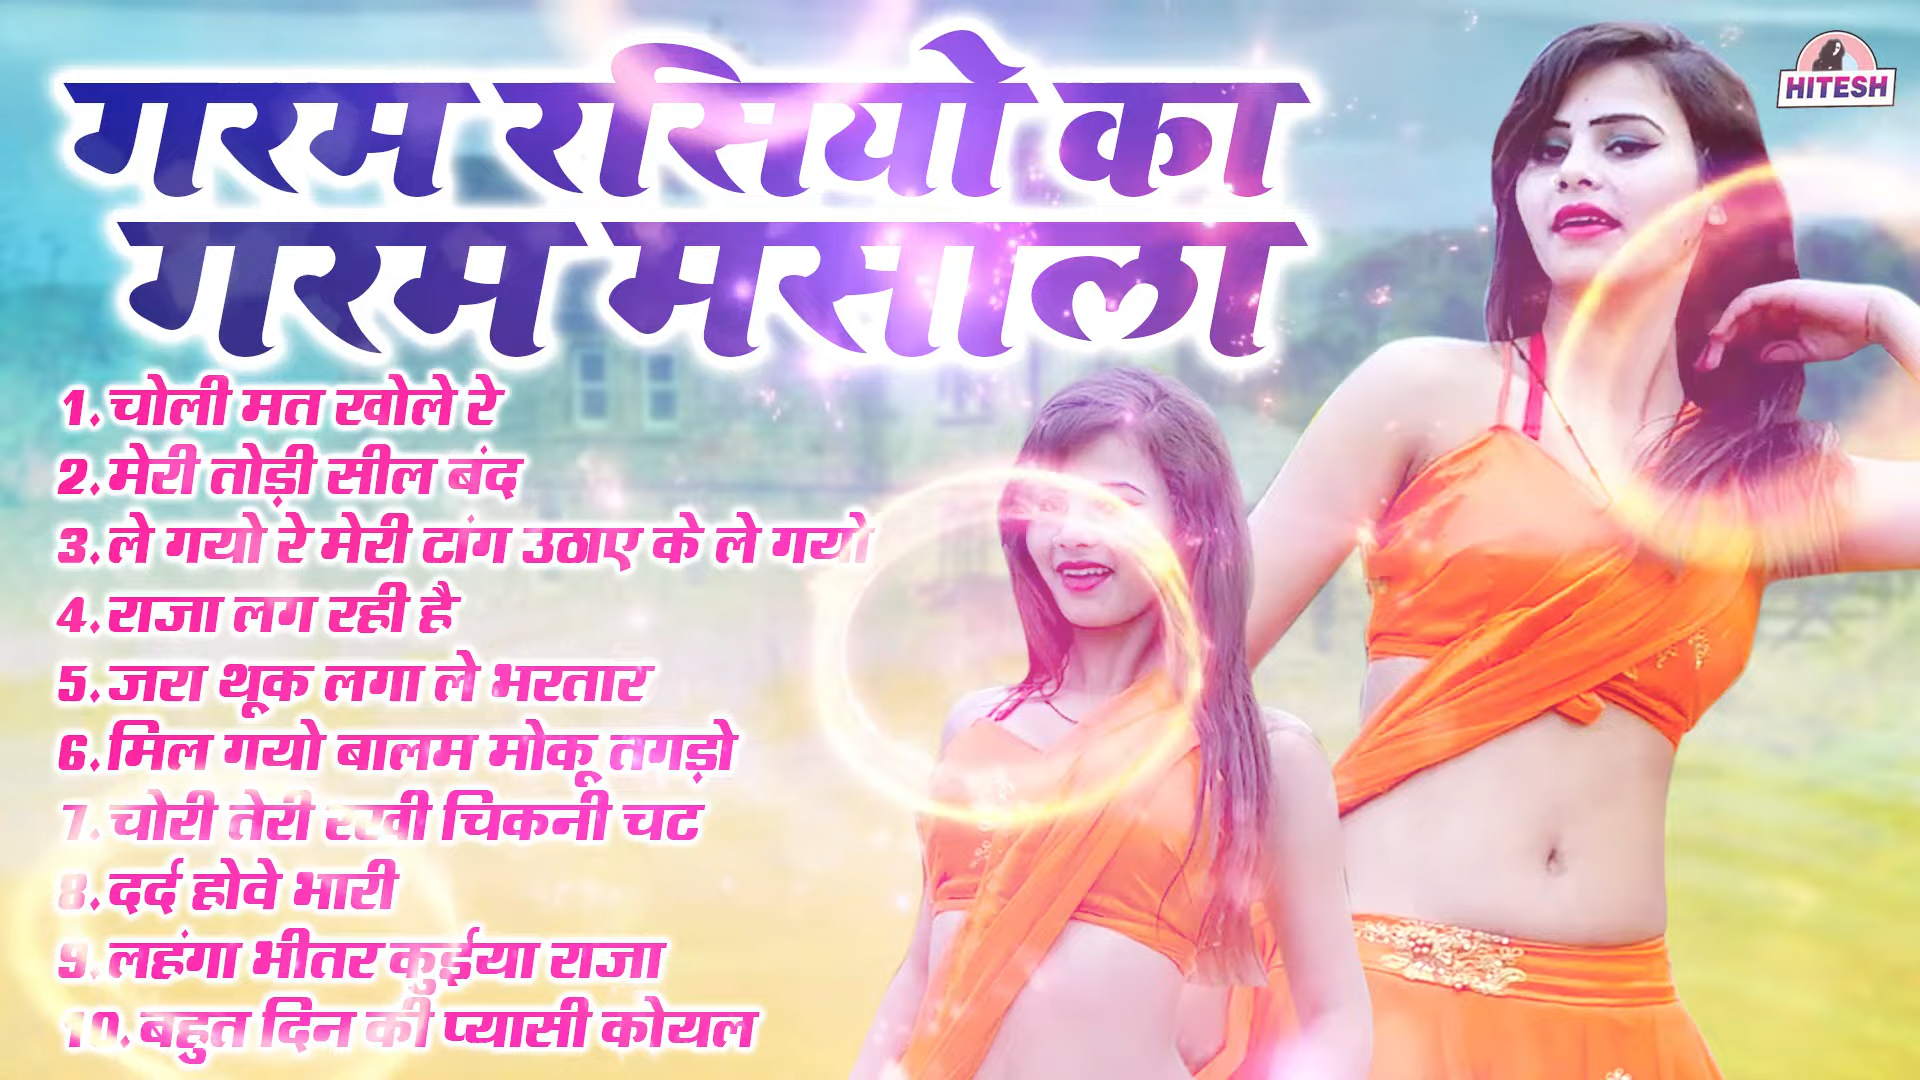 गरम रसियो का
गरम मसाला
HITESH
1. चोली मत खोले रे
2. मेरी तोड़ी सील बंद
3. ले गयो रे मेरी टांग उठाए के ले गयो
4. राजा लग रही है
5. जरा थूक लगा ले भरतार
6. मिल गयो बालम मोकू तगड़ो
7. चोरी तेरी रखी चिकनी चट
8. दर्द होवे भारी
9. लहंगा भीतर कुईया राजा
10. बहुत दिन की प्यासी कोयल